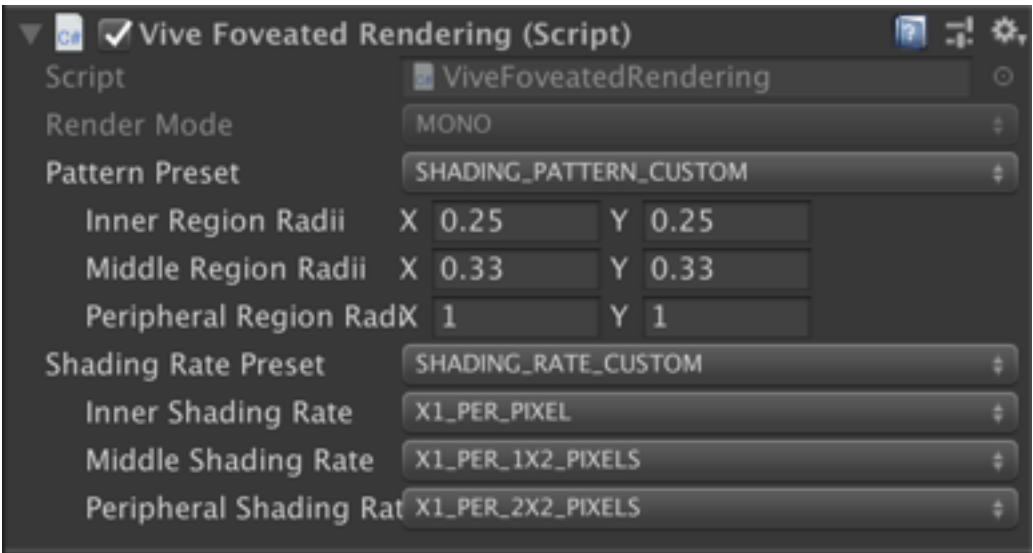 Vive Foveated Rendering (Script)
Script ViveFoveatedRendering
Render Mode MONO
Pattern Preset SHADING_PATTERN_CUSTOM
Inner Region Radii X 0.25 Y 0.25
Middle Region Radii X 0.33 Y 0.33
Peripheral Region Radi X 1 Y 1
Shading Rate Preset SHADING_RATE_CUSTOM
Inner Shading Rate X1_PER_PIXEL
Middle Shading Rate X1_PER_1X2_PIXELS
Peripheral Shading Rat X1_PER_2X2_PIXELS